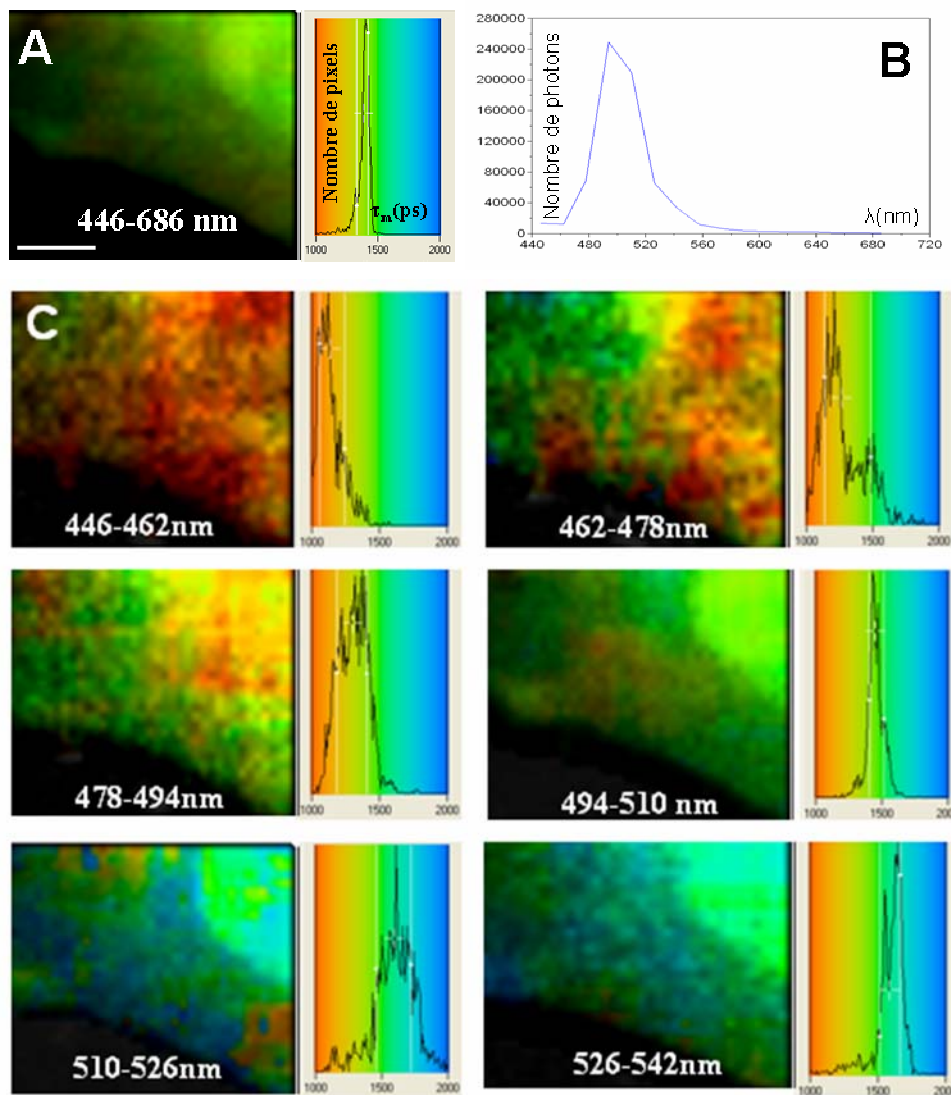 A
446-686 nm
Nombre de pixels
τm(ps)
1000 1500 2000
B
Nombre de photons
280000
240000
200000
160000
120000
80000
40000
0
λ(nm)
440 480 520 560 600 640 680 720
C
446-462nm
1000 1500 2000
462-478nm
1000 1500 2000
478-494nm
1000 1500 2000
494-510 nm
1000 1500
510-526nm
1000 1500 2000
526-542nm
1000 1500